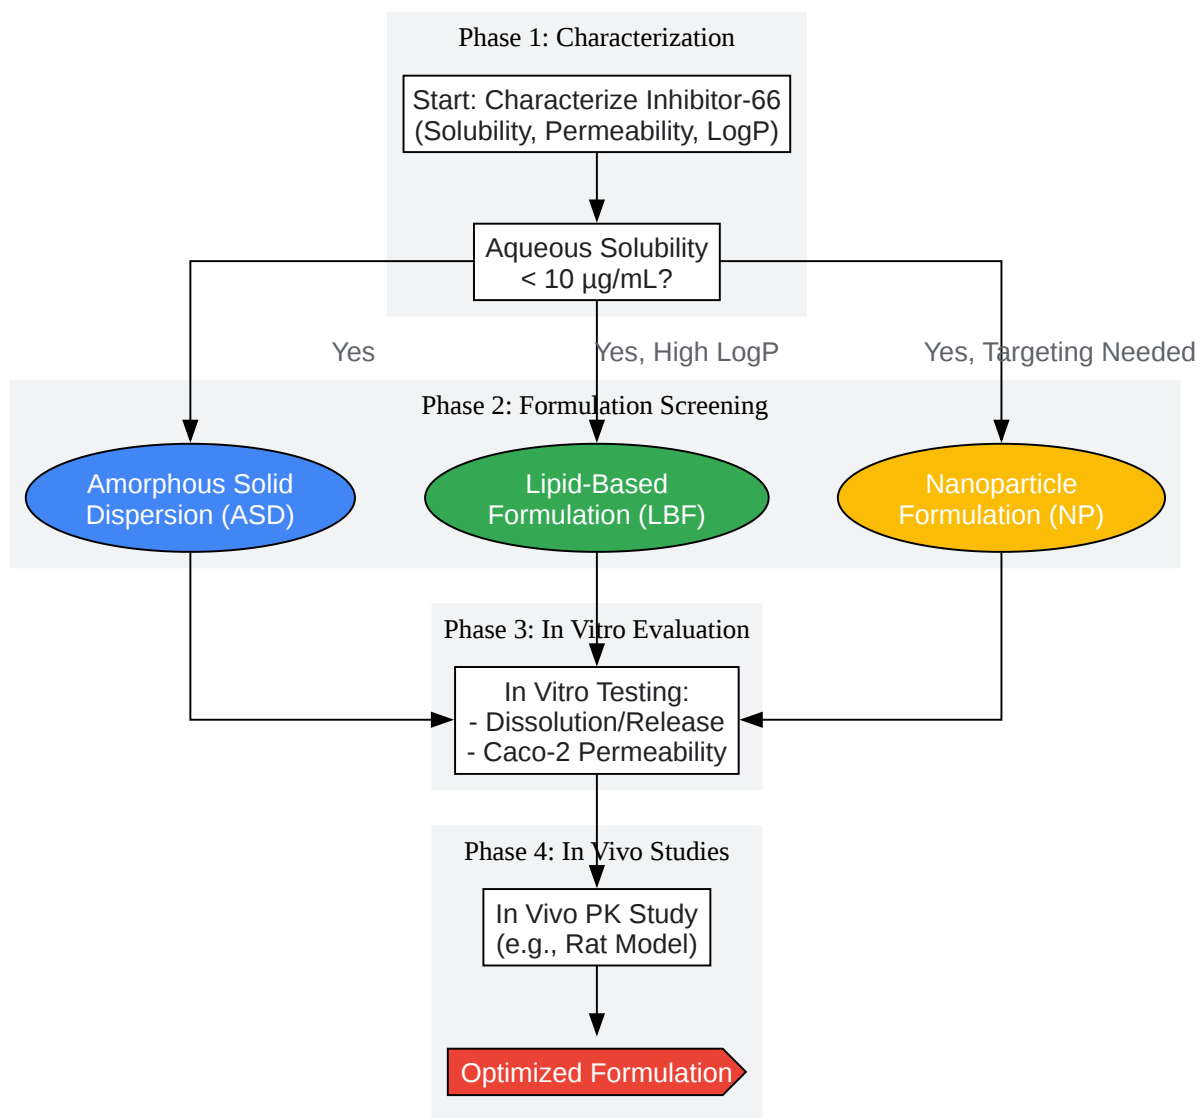 Phase 1: Characterization
Start: Characterize Inhibitor-66
(Solubility, Permeability, LogP)
Aqueous Solubility
< 10 µg/mL?
Yes
Yes, High LogP
Yes, Targeting Needed
Phase 2: Formulation Screening
Amorphous Solid
Dispersion (ASD)
Lipid-Based
Formulation (LBF)
Nanoparticle
Formulation (NP)
Phase 3: In Vitro Evaluation
In Vitro Testing:
- Dissolution/Release
- Caco-2 Permeability
Phase 4: In Vivo Studies
In Vivo PK Study
(e.g., Rat Model)
Optimized Formulation